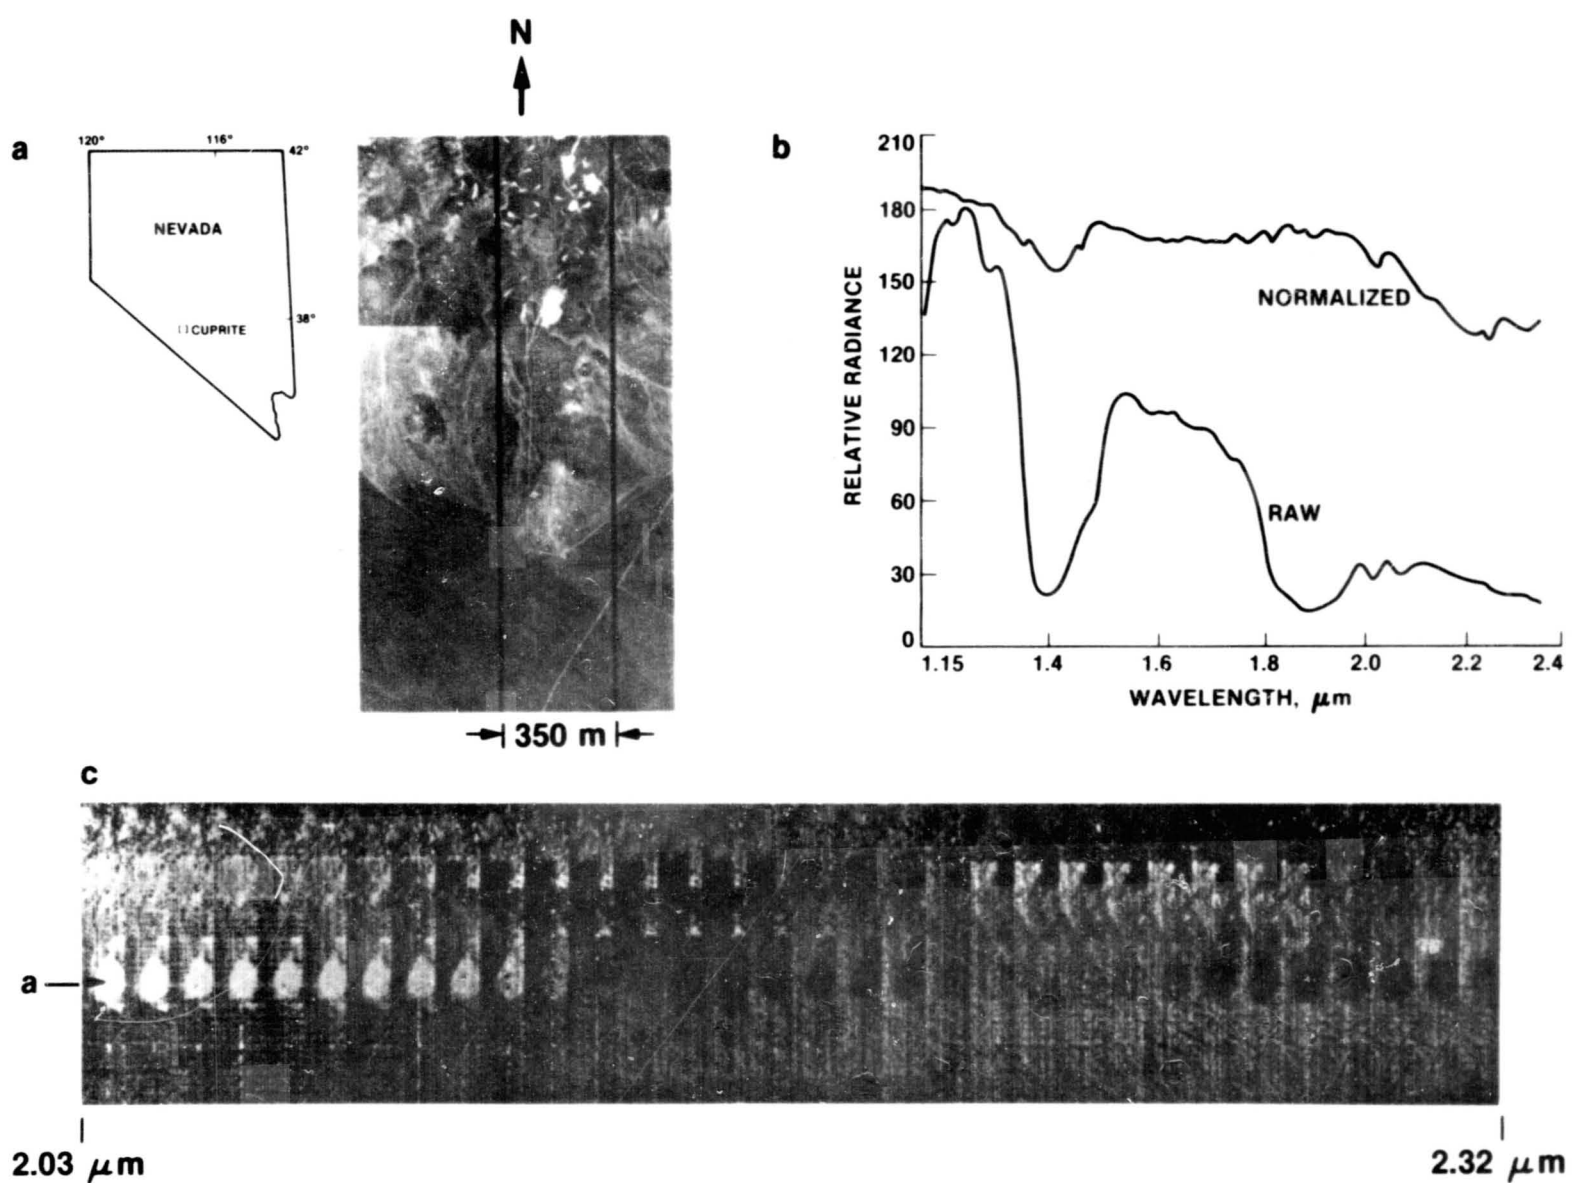 N
a
120°
116°
42°
NEVADA
38°
CUPRITE
350 m
b
210
180
150
120
90
60
30
0
RELATIVE RADIANCE
NORMALIZED
RAW
1.15 1.4 1.6 1.8 2.0 2.2 2.4
WAVELENGTH, μm
c
a
2.03 μm
2.32 μm